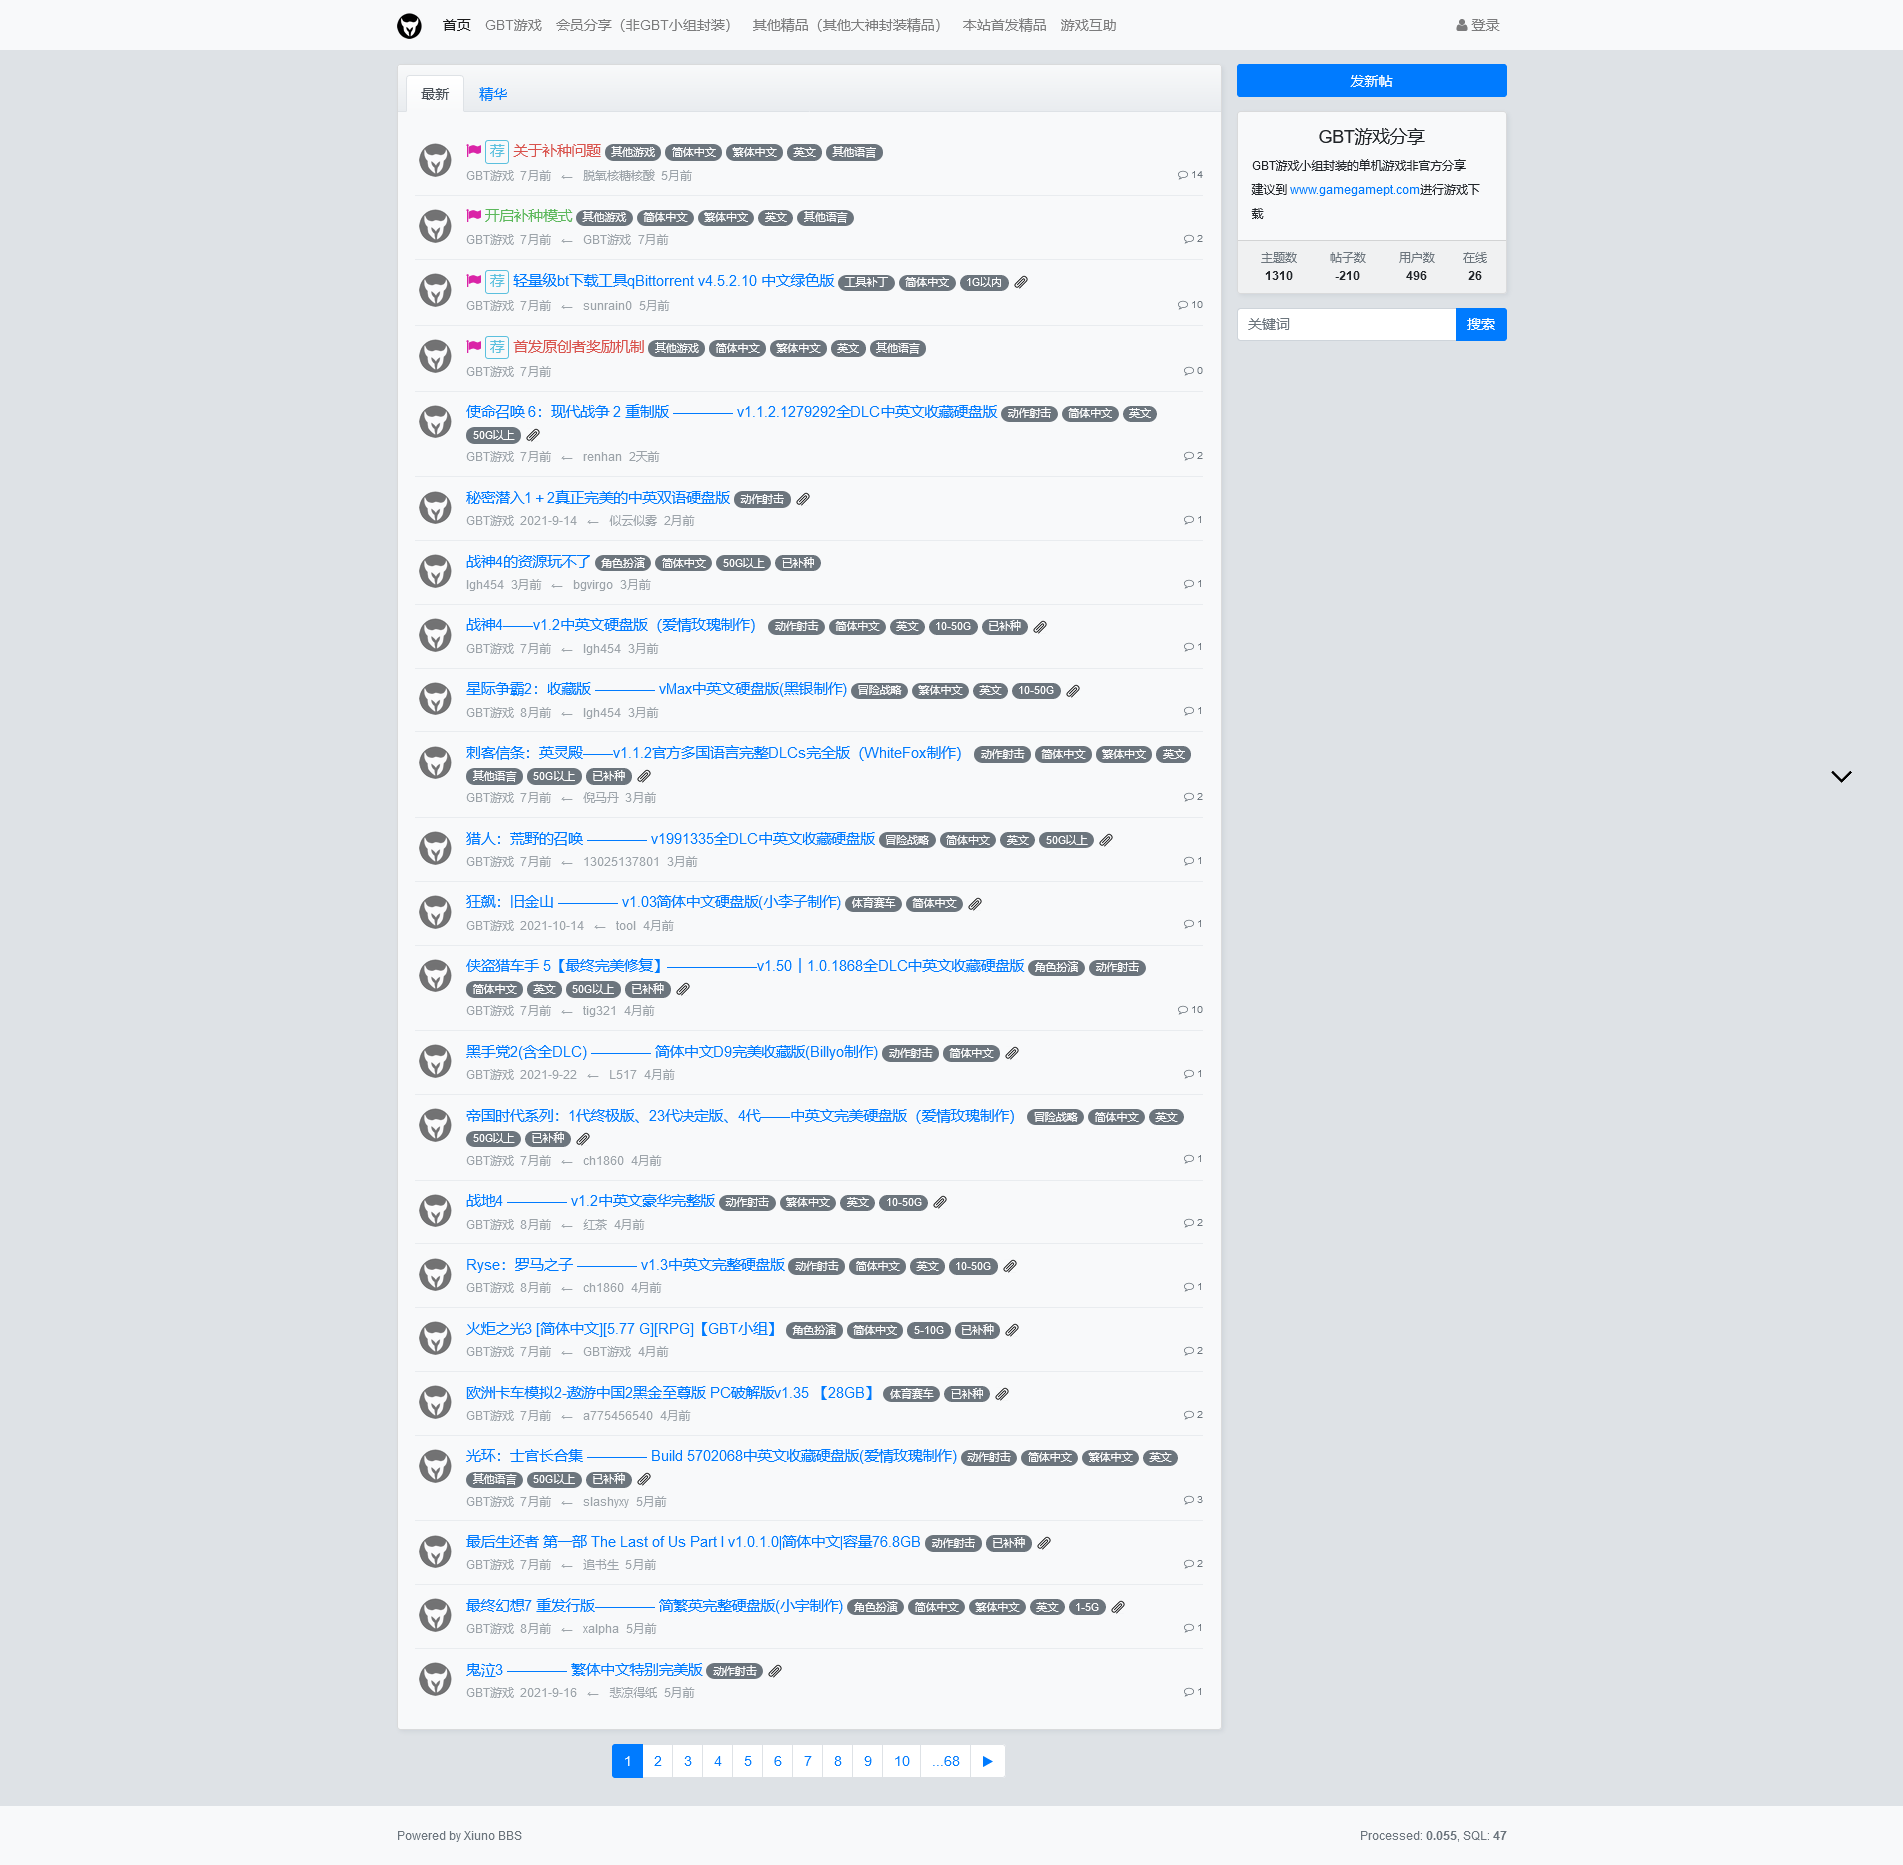 首页 GBT游戏 会员分享（非GBT小组封装） 其他精品（其他大神封装精品） 本站首发精品 游戏互助 登录
最新 精华
荐 关于补种问题 其他游戏 简体中文 繁体中文 英文 其他语言
GBT游戏 7月前 ← 脱氧核糖核酸 5月前 14
开启补种模式 其他游戏 简体中文 繁体中文 英文 其他语言
GBT游戏 7月前 ← GBT游戏 7月前 2
荐 轻量级bt下载工具qBittorrent v4.5.2.10 中文绿色版 工具补丁 简体中文 1G以内
GBT游戏 7月前 ← sunrain0 5月前 10
荐 首发原创者奖励机制 其他游戏 简体中文 繁体中文 英文 其他语言
GBT游戏 7月前 0
使命召唤 6：现代战争 2 重制版 ———— v1.1.2.1279292全DLC中英文收藏硬盘版 动作射击 简体中文 英文
50G以上
GBT游戏 7月前 ← renhan 2天前 2
秘密潜入1＋2真正完美的中英双语硬盘版 动作射击
GBT游戏 2021-9-14 ← 似云似雾 2月前 1
战神4的资源玩不了 角色扮演 简体中文 50G以上 已补种
lgh454 3月前 ← bgvirgo 3月前 1
战神4——v1.2中英文硬盘版（爱情玫瑰制作） 动作射击 简体中文 英文 10-50G 已补种
GBT游戏 7月前 ← lgh454 3月前 1
星际争霸2：收藏版 ———— vMax中英文硬盘版(黑银制作) 冒险战略 繁体中文 英文 10-50G
GBT游戏 8月前 ← lgh454 3月前 1
刺客信条：英灵殿——v1.1.2官方多国语言完整DLCs完全版（WhiteFox制作） 动作射击 简体中文 繁体中文 英文
其他语言 50G以上 已补种
GBT游戏 7月前 ← 倪马丹 3月前 2
猎人：荒野的召唤 ———— v1991335全DLC中英文收藏硬盘版 冒险战略 简体中文 英文 50G以上
GBT游戏 7月前 ← 13025137801 3月前 1
狂飙：旧金山 ———— v1.03简体中文硬盘版(小李子制作) 体育赛车 简体中文
GBT游戏 2021-10-14 ← tool 4月前 1
侠盗猎车手 5【最终完美修复】——————v1.50｜1.0.1868全DLC中英文收藏硬盘版 角色扮演 动作射击
简体中文 英文 50G以上 已补种
GBT游戏 7月前 ← tig321 4月前 10
黑手党2(含全DLC) ———— 简体中文D9完美收藏版(Billyo制作) 动作射击 简体中文
GBT游戏 2021-9-22 ← L517 4月前 1
帝国时代系列：1代终极版、23代决定版、4代——中英文完美硬盘版（爱情玫瑰制作） 冒险战略 简体中文 英文
50G以上 已补种
GBT游戏 7月前 ← ch1860 4月前 1
战地4 ———— v1.2中英文豪华完整版 动作射击 繁体中文 英文 10-50G
GBT游戏 8月前 ← 红茶 4月前 2
Ryse：罗马之子 ———— v1.3中英文完整硬盘版 动作射击 简体中文 英文 10-50G
GBT游戏 8月前 ← ch1860 4月前 1
火炬之光3 [简体中文][5.77 G][RPG]【GBT小组】 角色扮演 简体中文 5-10G 已补种
GBT游戏 7月前 ← GBT游戏 4月前 2
欧洲卡车模拟2-遨游中国2黑金至尊版 PC破解版v1.35 【28GB】 体育赛车 已补种
GBT游戏 7月前 ← a775456540 4月前 2
光环：士官长合集 ———— Build 5702068中英文收藏硬盘版(爱情玫瑰制作) 动作射击 简体中文 繁体中文 英文
其他语言 50G以上 已补种
GBT游戏 7月前 ← slashyxy 5月前 3
最后生还者 第一部 The Last of Us Part I v1.0.1.0|简体中文|容量76.8GB 动作射击 已补种
GBT游戏 7月前 ← 追书生 5月前 2
最终幻想7 重发行版———— 简繁英完整硬盘版(小宇制作) 角色扮演 简体中文 繁体中文 英文 1-5G
GBT游戏 8月前 ← xalpha 5月前 1
鬼泣3 ———— 繁体中文特别完美版 动作射击
GBT游戏 2021-9-16 ← 悲凉得纸 5月前 1
1 2 3 4 5 6 7 8 9 10 ...68 ▶
发新帖
GBT游戏分享
GBT游戏小组封装的单机游戏非官方分享
建议到 www.gamegamept.com进行游戏下
载
主题数 帖子数 用户数 在线
1310 -210 496 26
关键词 搜索
Powered by Xiuno BBS Processed: 0.055, SQL: 47